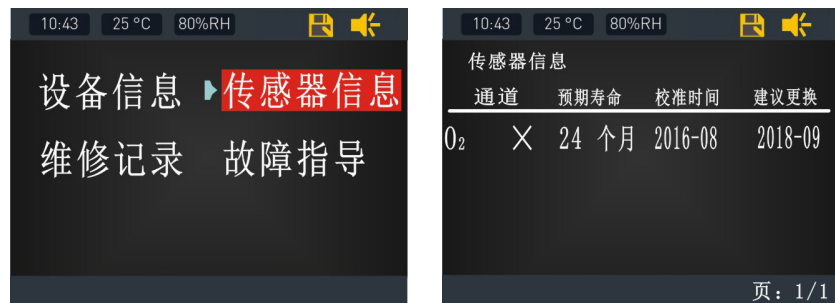 10:43 25 °C 80%RH
设备信息 传感器信息
维修记录 故障指导
10:43 25 °C 80%RH
传感器信息
通道 预期寿命 校准时间 建议更换
O₂ X 24 个月 2016-08 2018-09
页：1/1